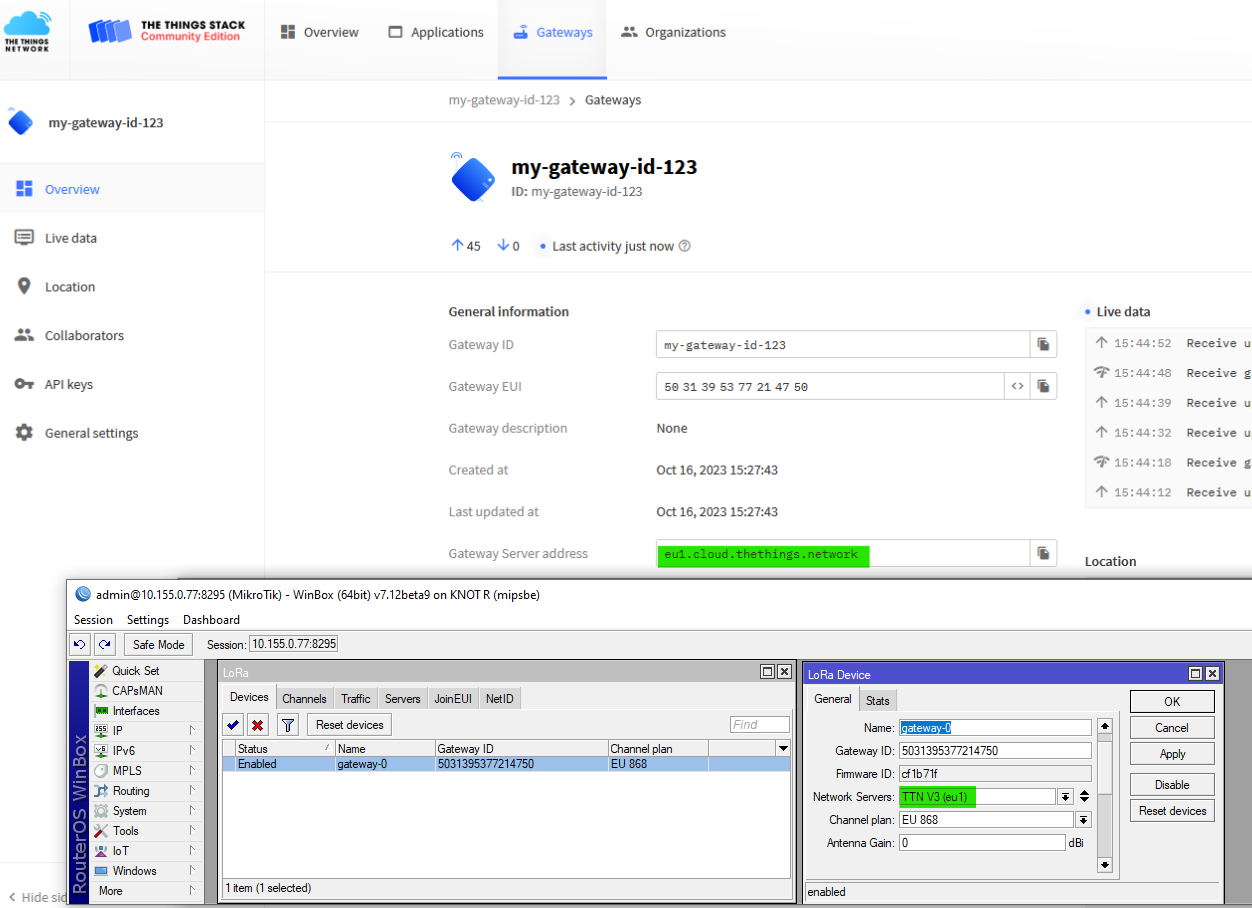 THE THINGS
NETWORK
THE THINGS STACK
Community Edition
Overview
Applications
Gateways
Organizations
my-gateway-id-123
Overview
Live data
Location
Collaborators
API keys
General settings
Hide sid
my-gateway-id-123 > Gateways
my-gateway-id-123
ID: my-gateway-id-123
45 0 • Last activity just now
General information
Gateway ID my-gateway-id-123
Gateway EUI 50 31 39 53 77 21 47 50 <>
Gateway description None
Created at Oct 16, 2023 15:27:43
Last updated at Oct 16, 2023 15:27:43
Gateway Server address eu1.cloud.thethings.network
• Live data
15:44:52 Receive u
15:44:48 Receive g
15:44:39 Receive u
15:44:32 Receive u
15:44:18 Receive g
15:44:12 Receive u
Location
admin@10.155.0.77:8295 (MikroTik) - WinBox (64bit) v7.12beta9 on KNOT R (mipsbe)
Session Settings Dashboard
Safe Mode Session: 10.155.0.77:8295
RouterOS WinBox
Quick Set
CAPsMAN
Interfaces
IP
IPv6
MPLS
Routing
System
Tools
IoT
Windows
More
LoRa
Devices Channels Traffic Servers JoinEUI NetID
Reset devices Find
Status Name Gateway ID Channel plan
Enabled gateway-0 5031395377214750 EU 868
1 item (1 selected)
LoRa Device
General Stats
Name: gateway-0
Gateway ID: 5031395377214750
Firmware ID: cf1b71f
Network Servers: TTN V3 (eu1)
Channel plan: EU 868
Antenna Gain: 0 dBi
enabled
OK
Cancel
Apply
Disable
Reset devices